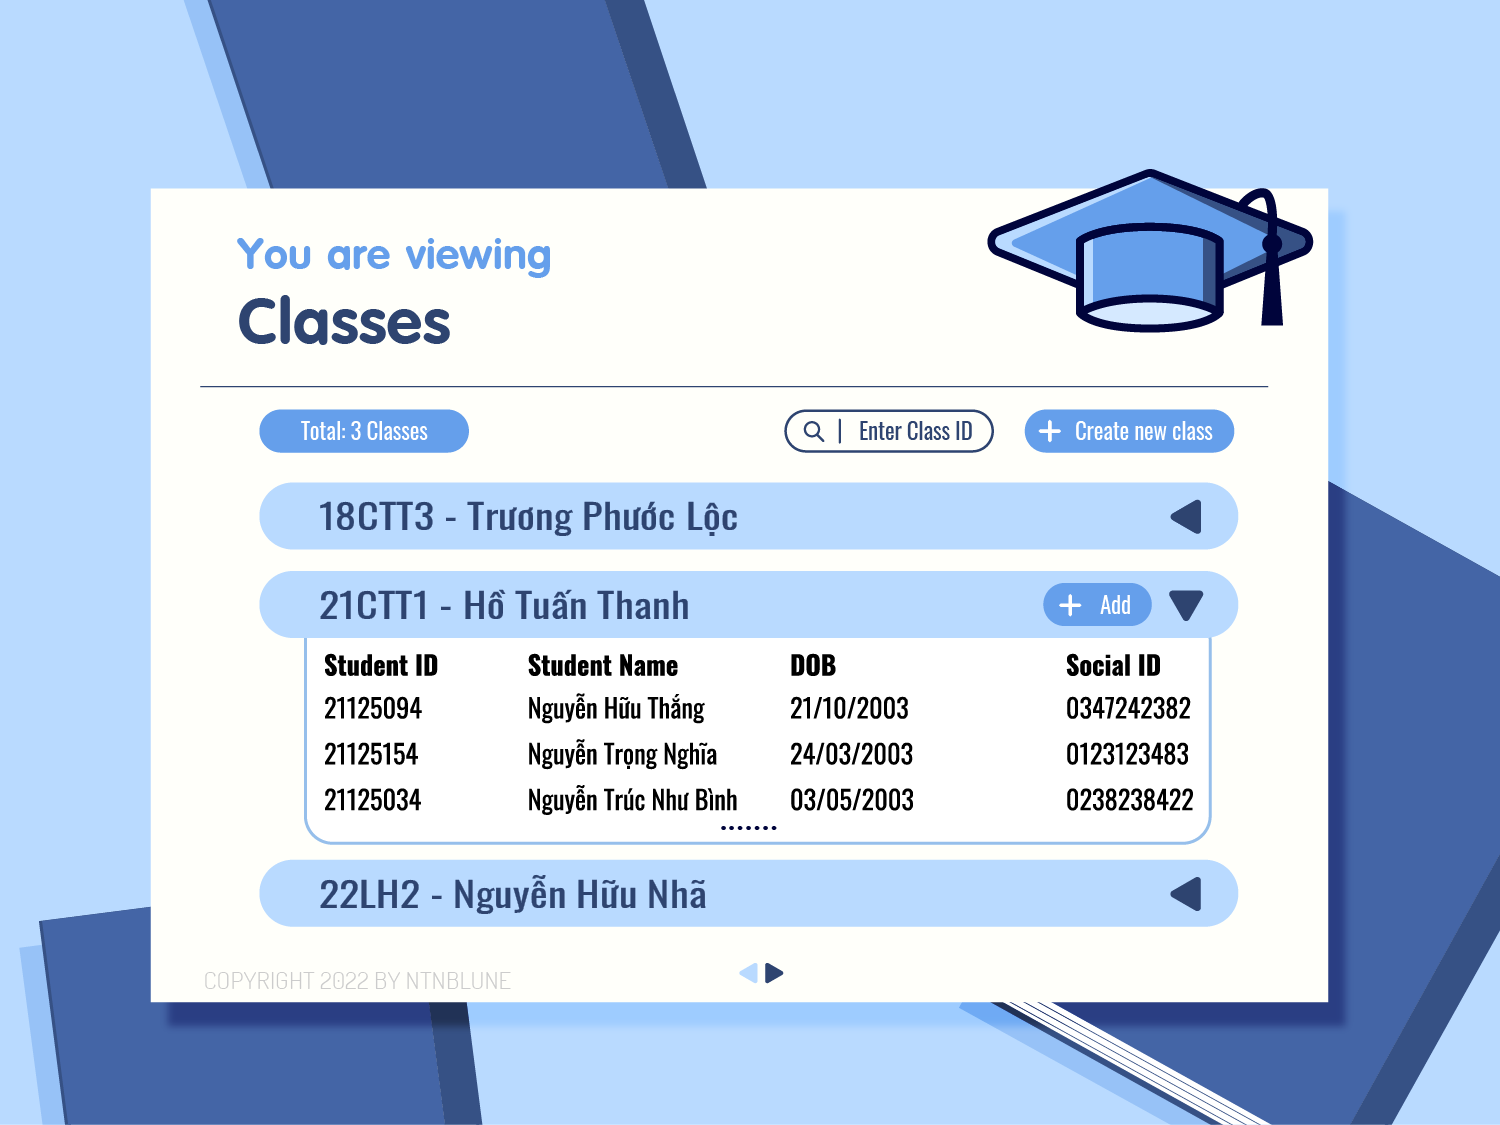 You are viewing
Classes
Total: 3 Classes
Enter Class ID
Create new class
18CTT3 - Trương Phước Lộc
21CTT1 - Hồ Tuấn Thanh
Add
Student ID Student Name DOB Social ID
21125094 Nguyễn Hữu Thắng 21/10/2003 0347242382
21125154 Nguyễn Trọng Nghĩa 24/03/2003 0123123483
21125034 Nguyễn Trúc Như Bình 03/05/2003 0238238422
.......
22LH2 - Nguyễn Hữu Nhã
COPYRIGHT 2022 BY NTNBLUNE